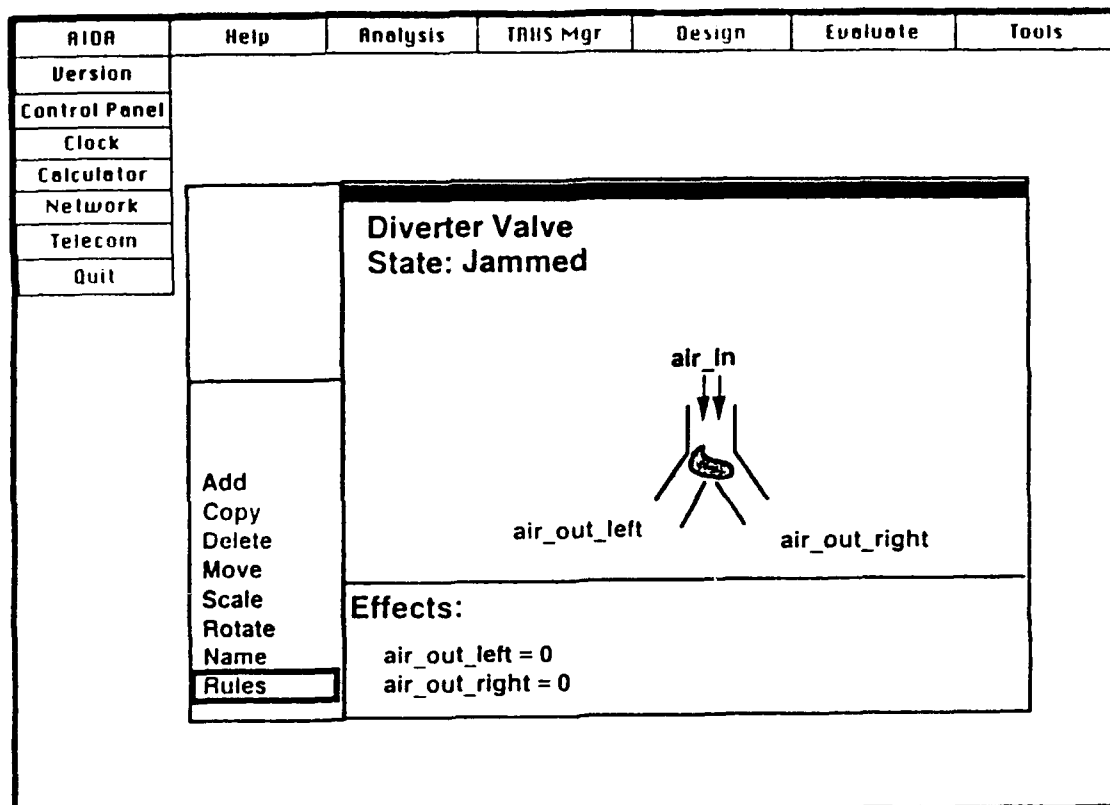 AIDA Help Analysis TAHS Mgr Design Evaluate Tools
Version
Control Panel
Clock
Calculator
Network
Telecom
Quit
Diverter Valve
State: Jammed
air_in
air_out_left
air_out_right
Add
Copy
Delete
Move
Scale
Rotate
Name
Rules
Effects:
air_out_left = 0
air_out_right = 0